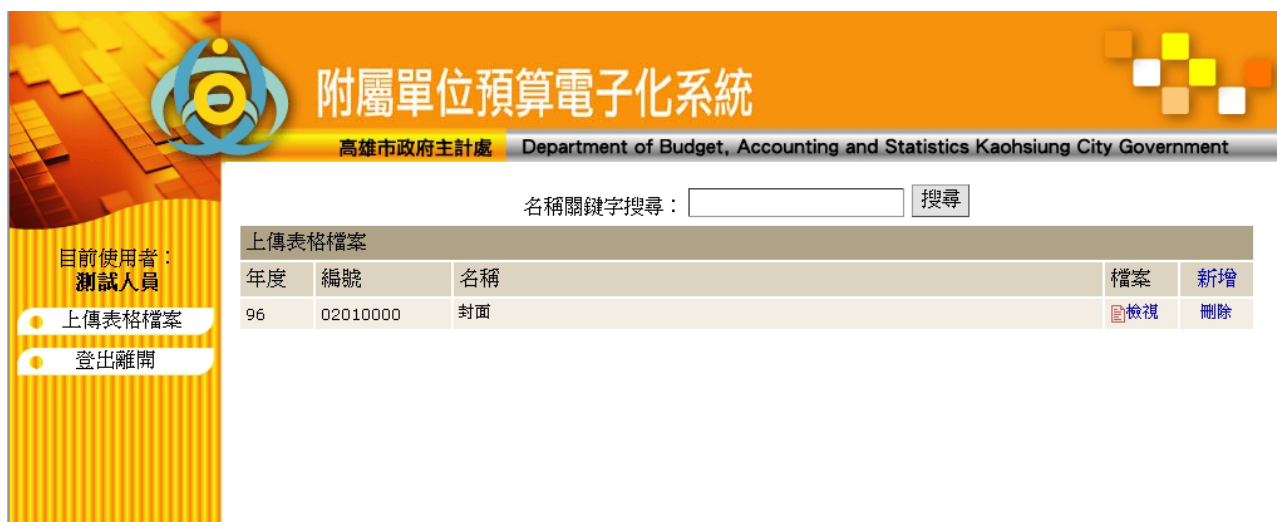 附屬單位預算電子化系統
高雄市政府主計處 Department of Budget, Accounting and Statistics Kaohsiung City Government
名稱關鍵字搜尋： 搜尋
目前使用者：
測試人員
上傳表格檔案
登出離開
上傳表格檔案
年度 編號 名稱 檔案 新增
96 02010000 封面 檢視 刪除